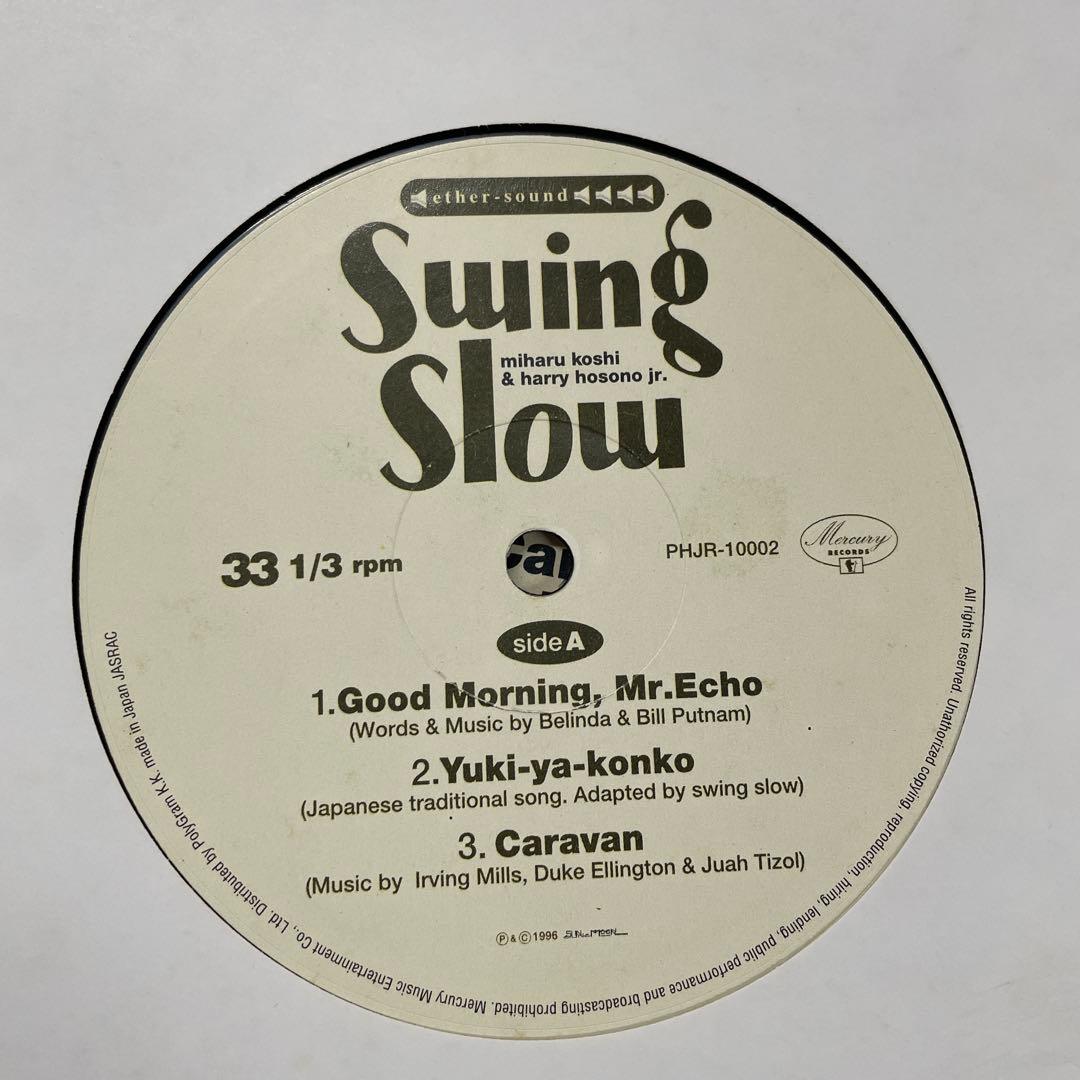 ether-sound
Swing
Slow
miharu koshi
& harry hosono jr.
33 1/3 rpm
PHJR-10002
Mercury
RECORDS
side A
1.Good Morning, Mr.Echo
(Words & Music by Belinda & Bill Putnam)
2.Yuki-ya-konko
(Japanese traditional song. Adapted by swing slow)
3. Caravan
(Music by Irving Mills, Duke Ellington & Juah Tizol)
Ⓟ & Ⓒ 1996
All rights reserved. Unathorized copying, reproduction, hiring, lending, public performance and broadcasting prohibited. Mercury Music Entertainment Co., Ltd. Distributed by PolyGram K.K. made in Japan JASRAC